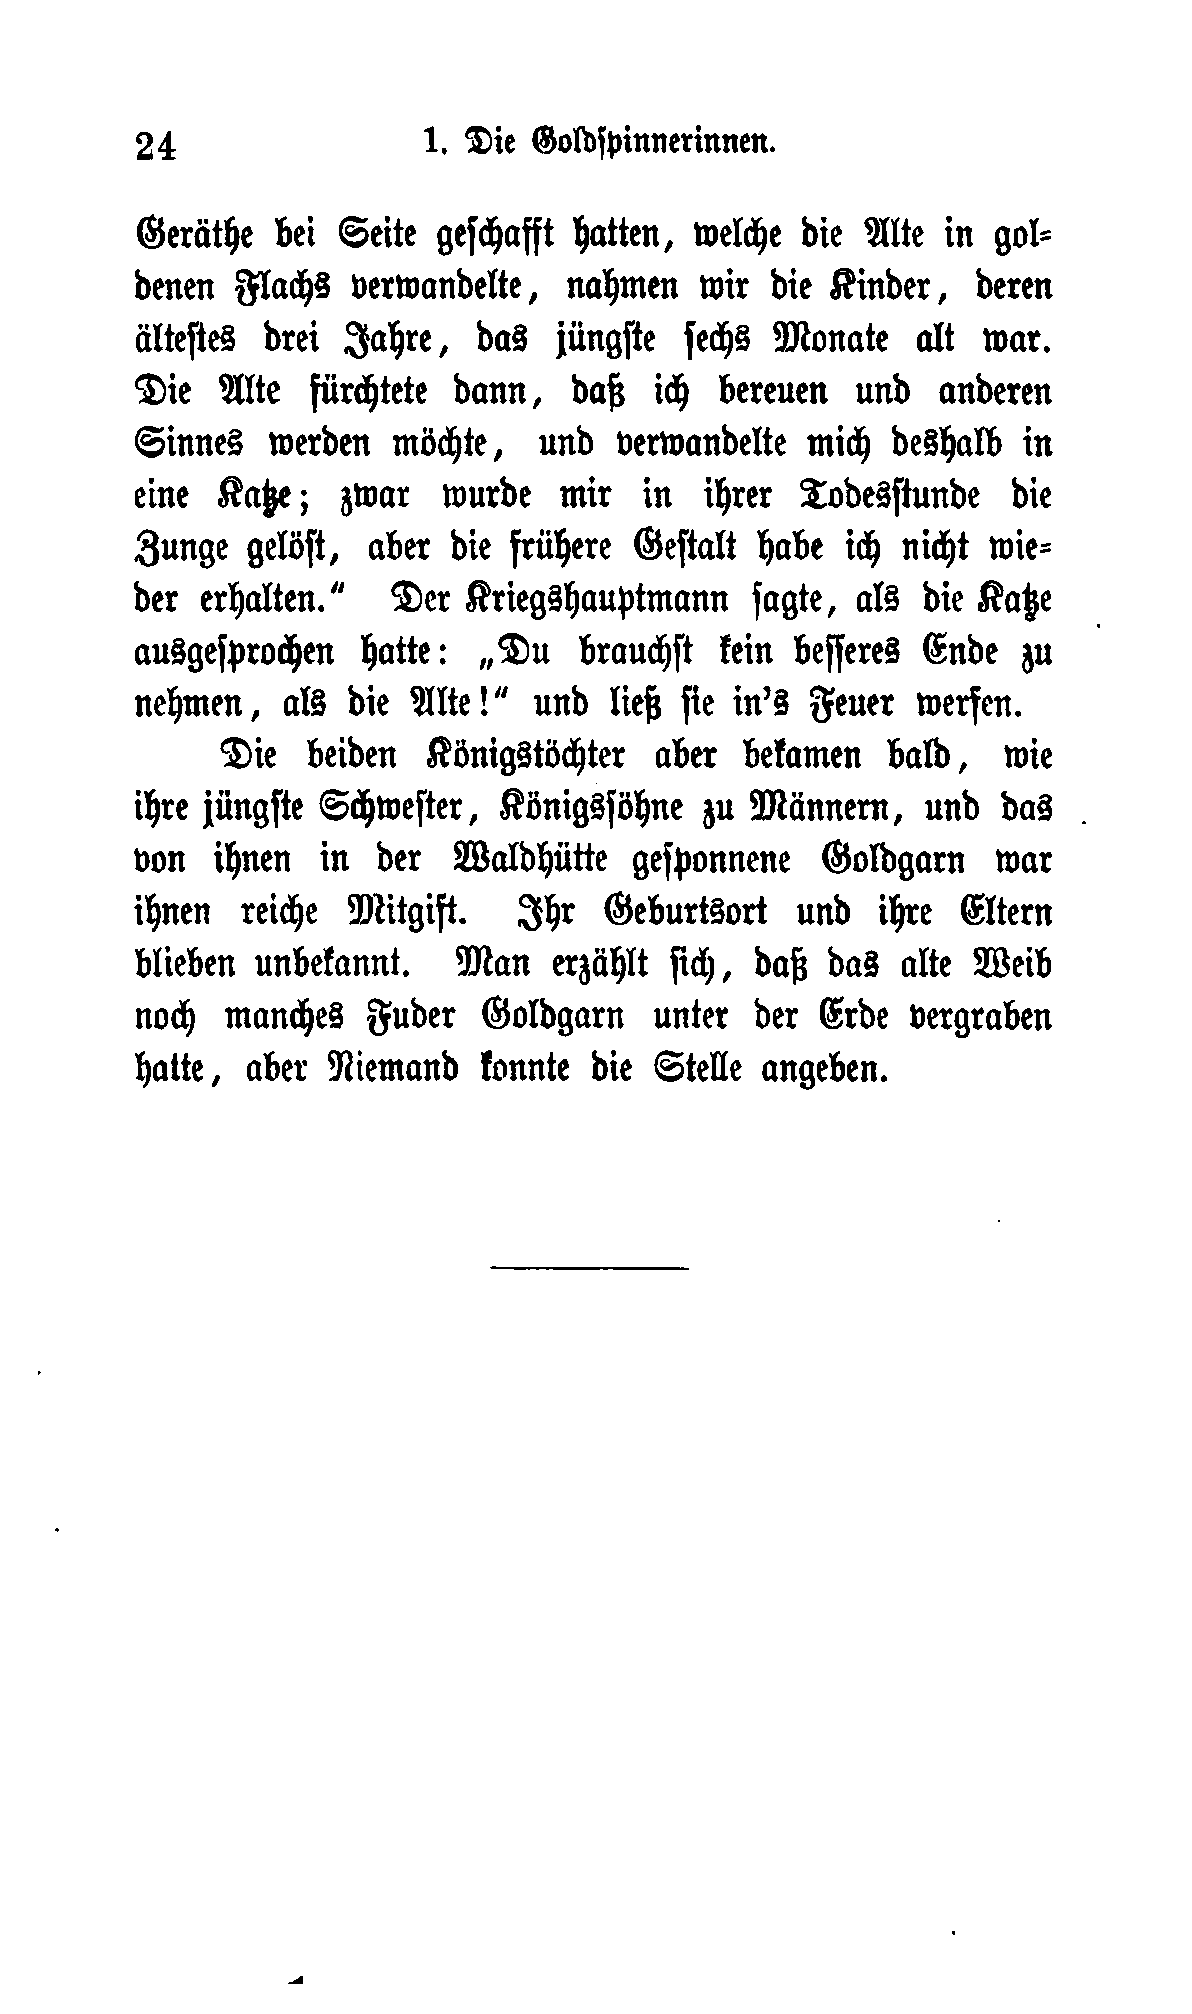 24 1. Die Goldſpinnerinnen.
Geräthe bei Seite geſchafft hatten, welche die Alte in gol⸗
denen Flachs verwandelte, nahmen wir die Kinder, deren
älteſtes drei Jahre, das jüngſte ſechs Monate alt war.
Die Alte fürchtete dann, daß ich bereuen und anderen
Sinnes werden möchte, und verwandelte mich deshalb in
eine Katze; zwar wurde mir in ihrer Todesſtunde die
Zunge gelöſt, aber die frühere Geſtalt habe ich nicht wie⸗
der erhalten.“ Der Kriegshauptmann ſagte, als die Katze
ausgeſprochen hatte: „Du brauchſt kein beſſeres Ende zu
nehmen, als die Alte!“ und ließ ſie in's Feuer werfen.
Die beiden Königstöchter aber bekamen bald, wie
ihre jüngſte Schweſter, Königsſöhne zu Männern, und das
von ihnen in der Waldhütte geſponnene Goldgarn war
ihnen reiche Mitgift. Ihr Geburtsort und ihre Eltern
blieben unbekannt. Man erzählt ſich, daß das alte Weib
noch manches Fuder Goldgarn unter der Erde vergraben
hatte, aber Niemand konnte die Stelle angeben.